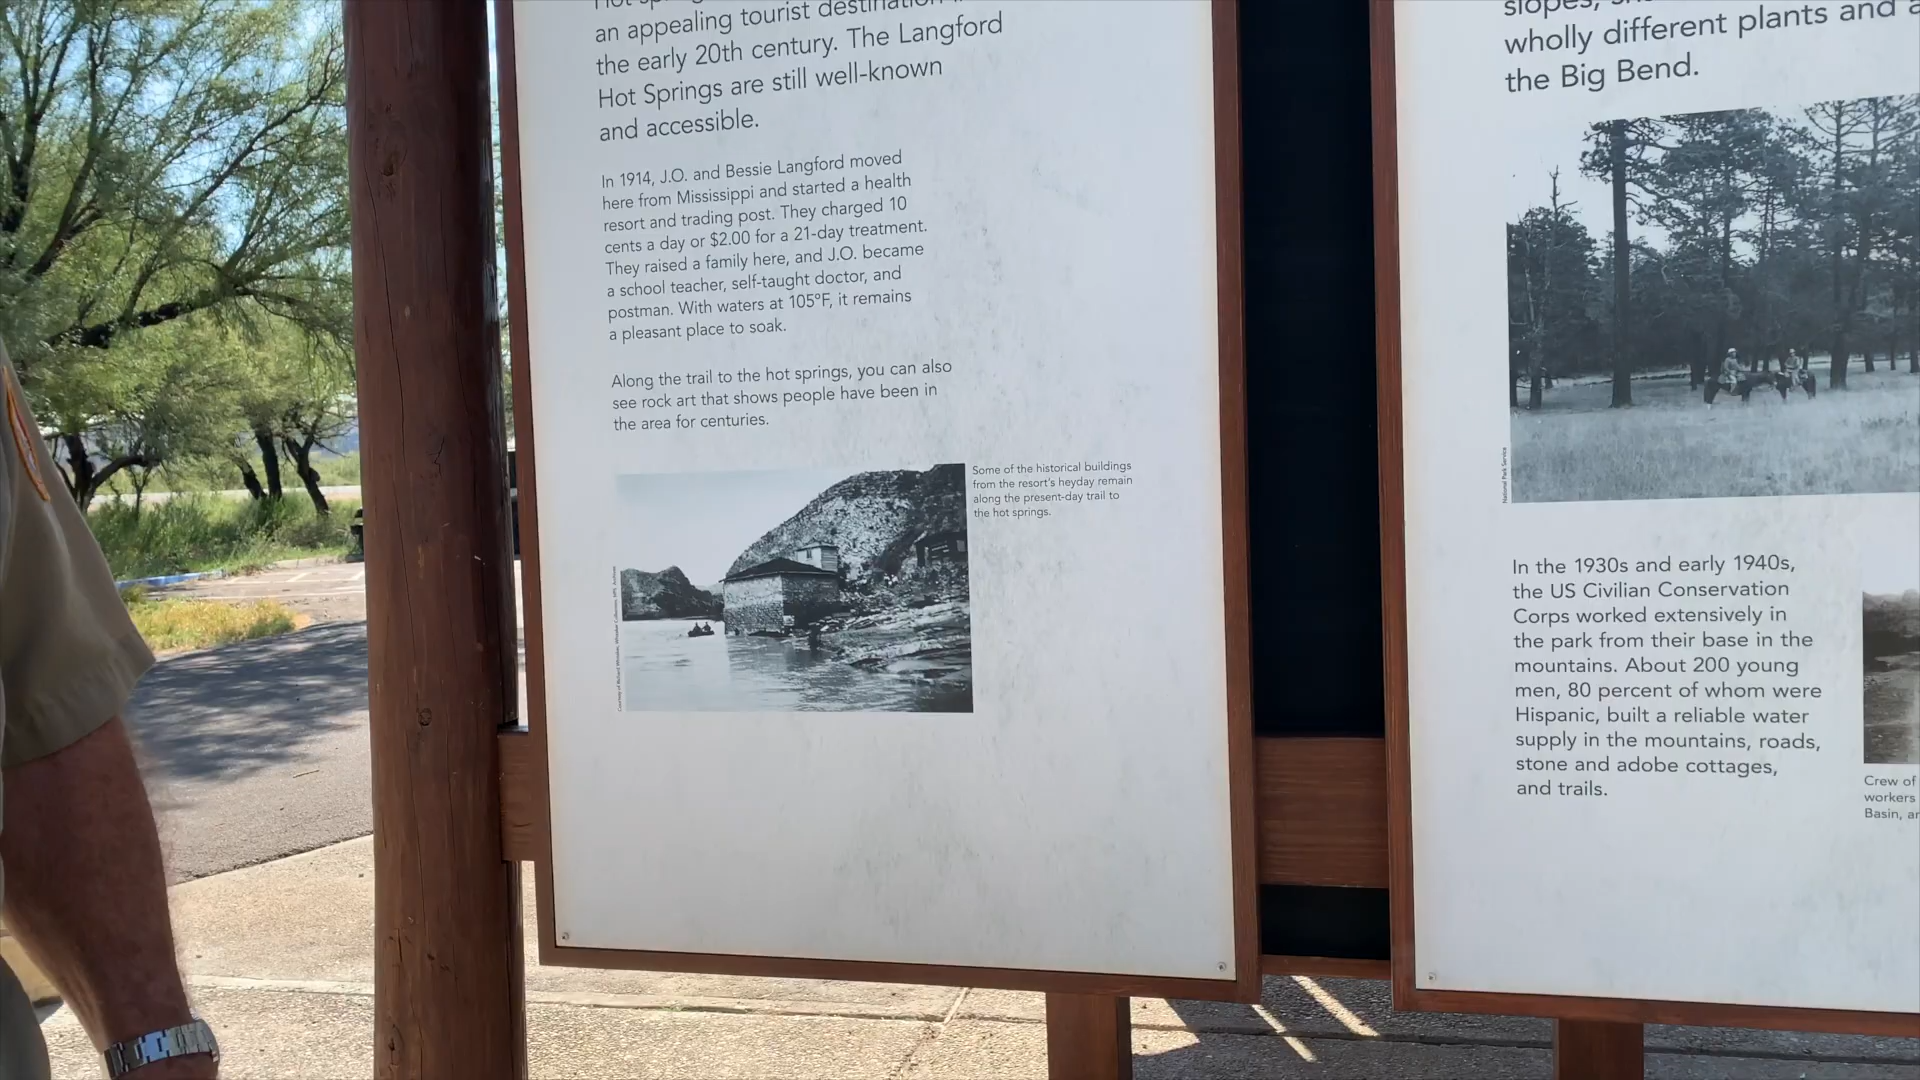 an appealing tourist destination
the early 20th century. The Langford
Hot Springs are still well-known
and accessible.
In 1914, J.O. and Bessie Langford moved
here from Mississippi and started a health
resort and trading post. They charged 10
cents a day or $2.00 for a 21-day treatment.
They raised a family here, and J.O. became
a school teacher, self-taught doctor, and
postman. With waters at 105°F, it remains
a pleasant place to soak.
Along the trail to the hot springs, you can also
see rock art that shows people have been in
the area for centuries.
Some of the historical buildings
from the resort's heyday remain
along the present-day trail to
the hot springs.
slopes,
wholly different plants and
the Big Bend.
National Park Service
In the 1930s and early 1940s,
the US Civilian Conservation
Corps worked extensively in
the park from their base in the
mountains. About 200 young
men, 80 percent of whom were
Hispanic, built a reliable water
supply in the mountains, roads,
stone and adobe cottages,
and trails.
Crew of
workers
Basin,